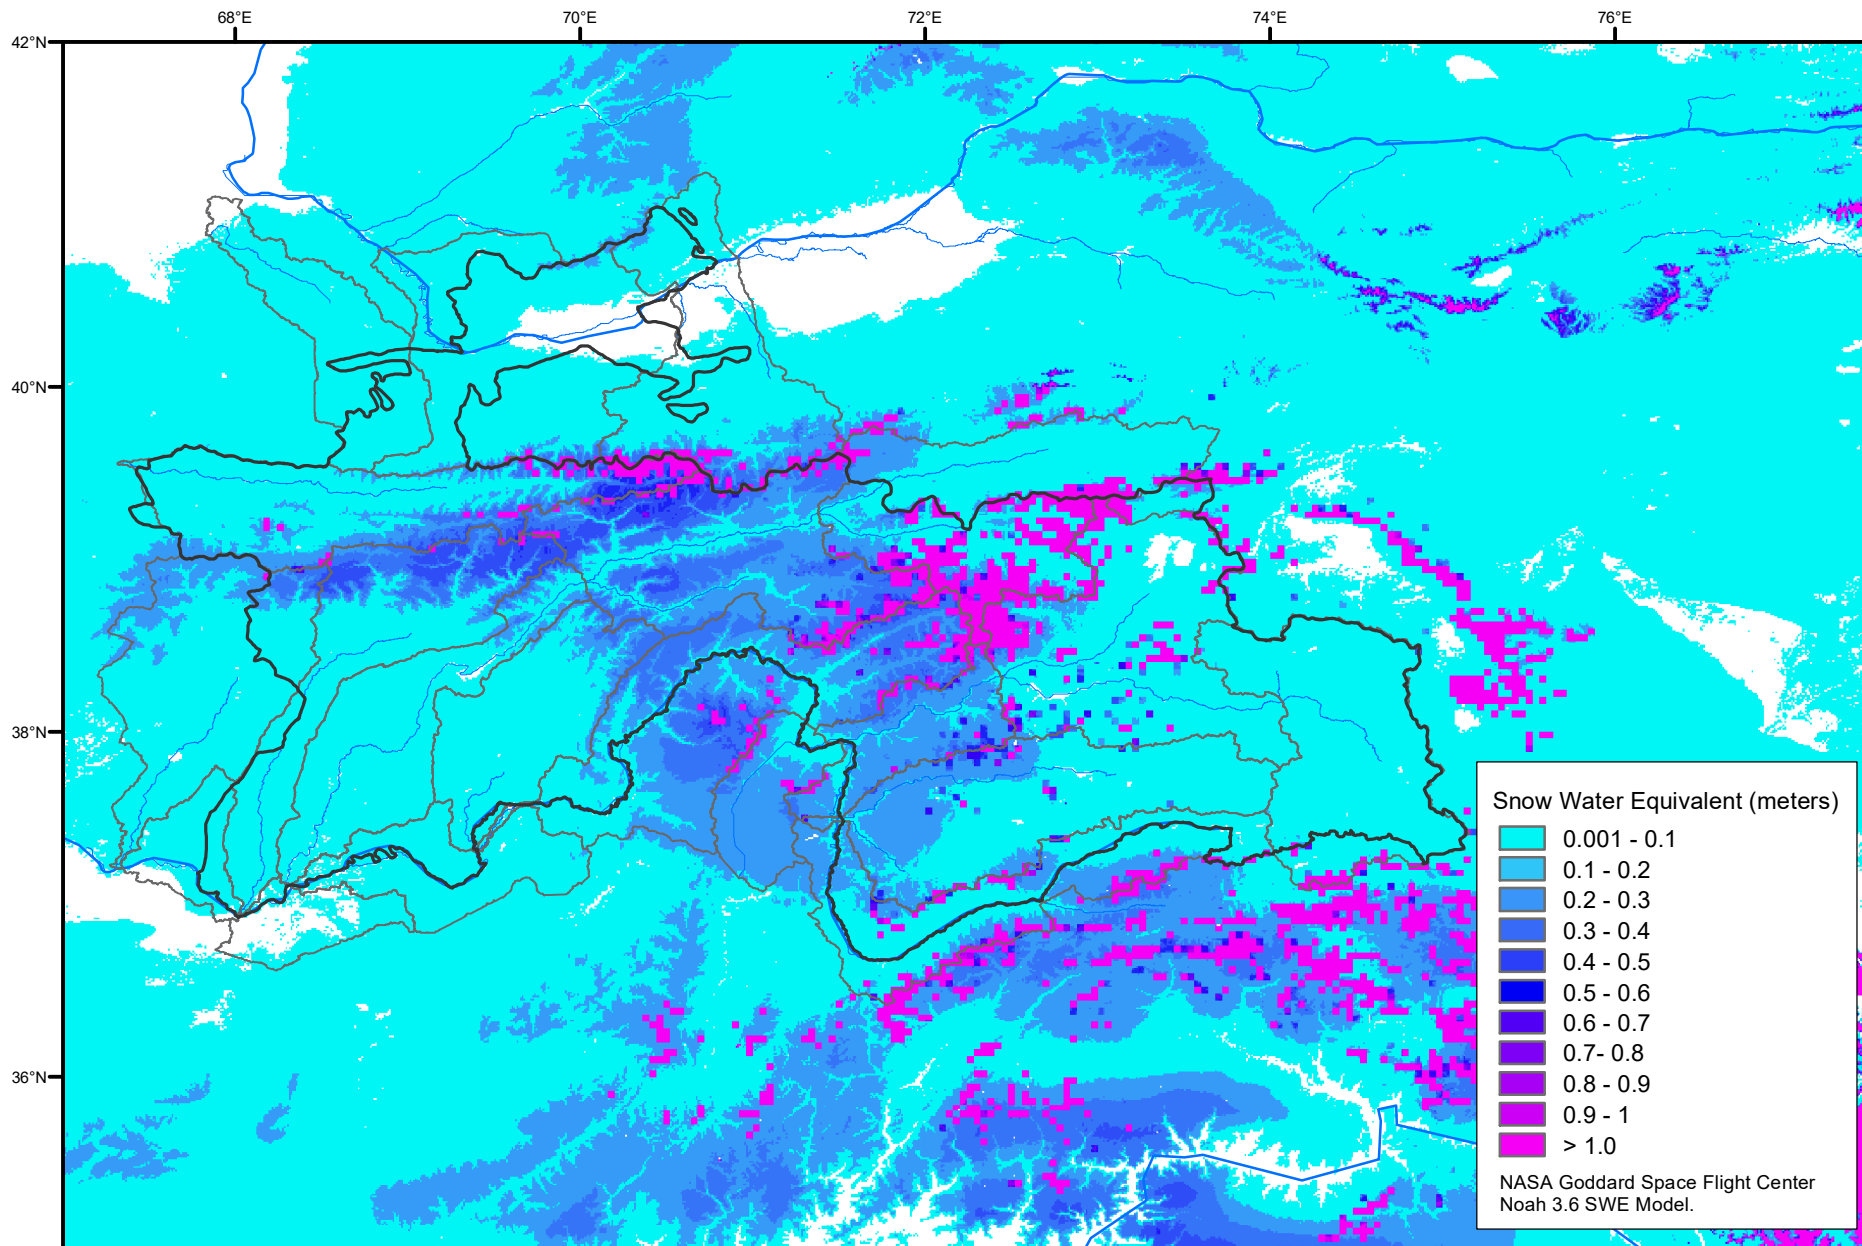 68°E
70°E
72°E
74°E
76°E
42°N
40°N
38°N
36°N
Snow Water Equivalent (meters)
0.001 - 0.1
0.1 - 0.2
0.2 - 0.3
0.3 - 0.4
0.4 - 0.5
0.5 - 0.6
0.6 - 0.7
0.7- 0.8
0.8 - 0.9
0.9 - 1
> 1.0
NASA Goddard Space Flight Center
Noah 3.6 SWE Model.